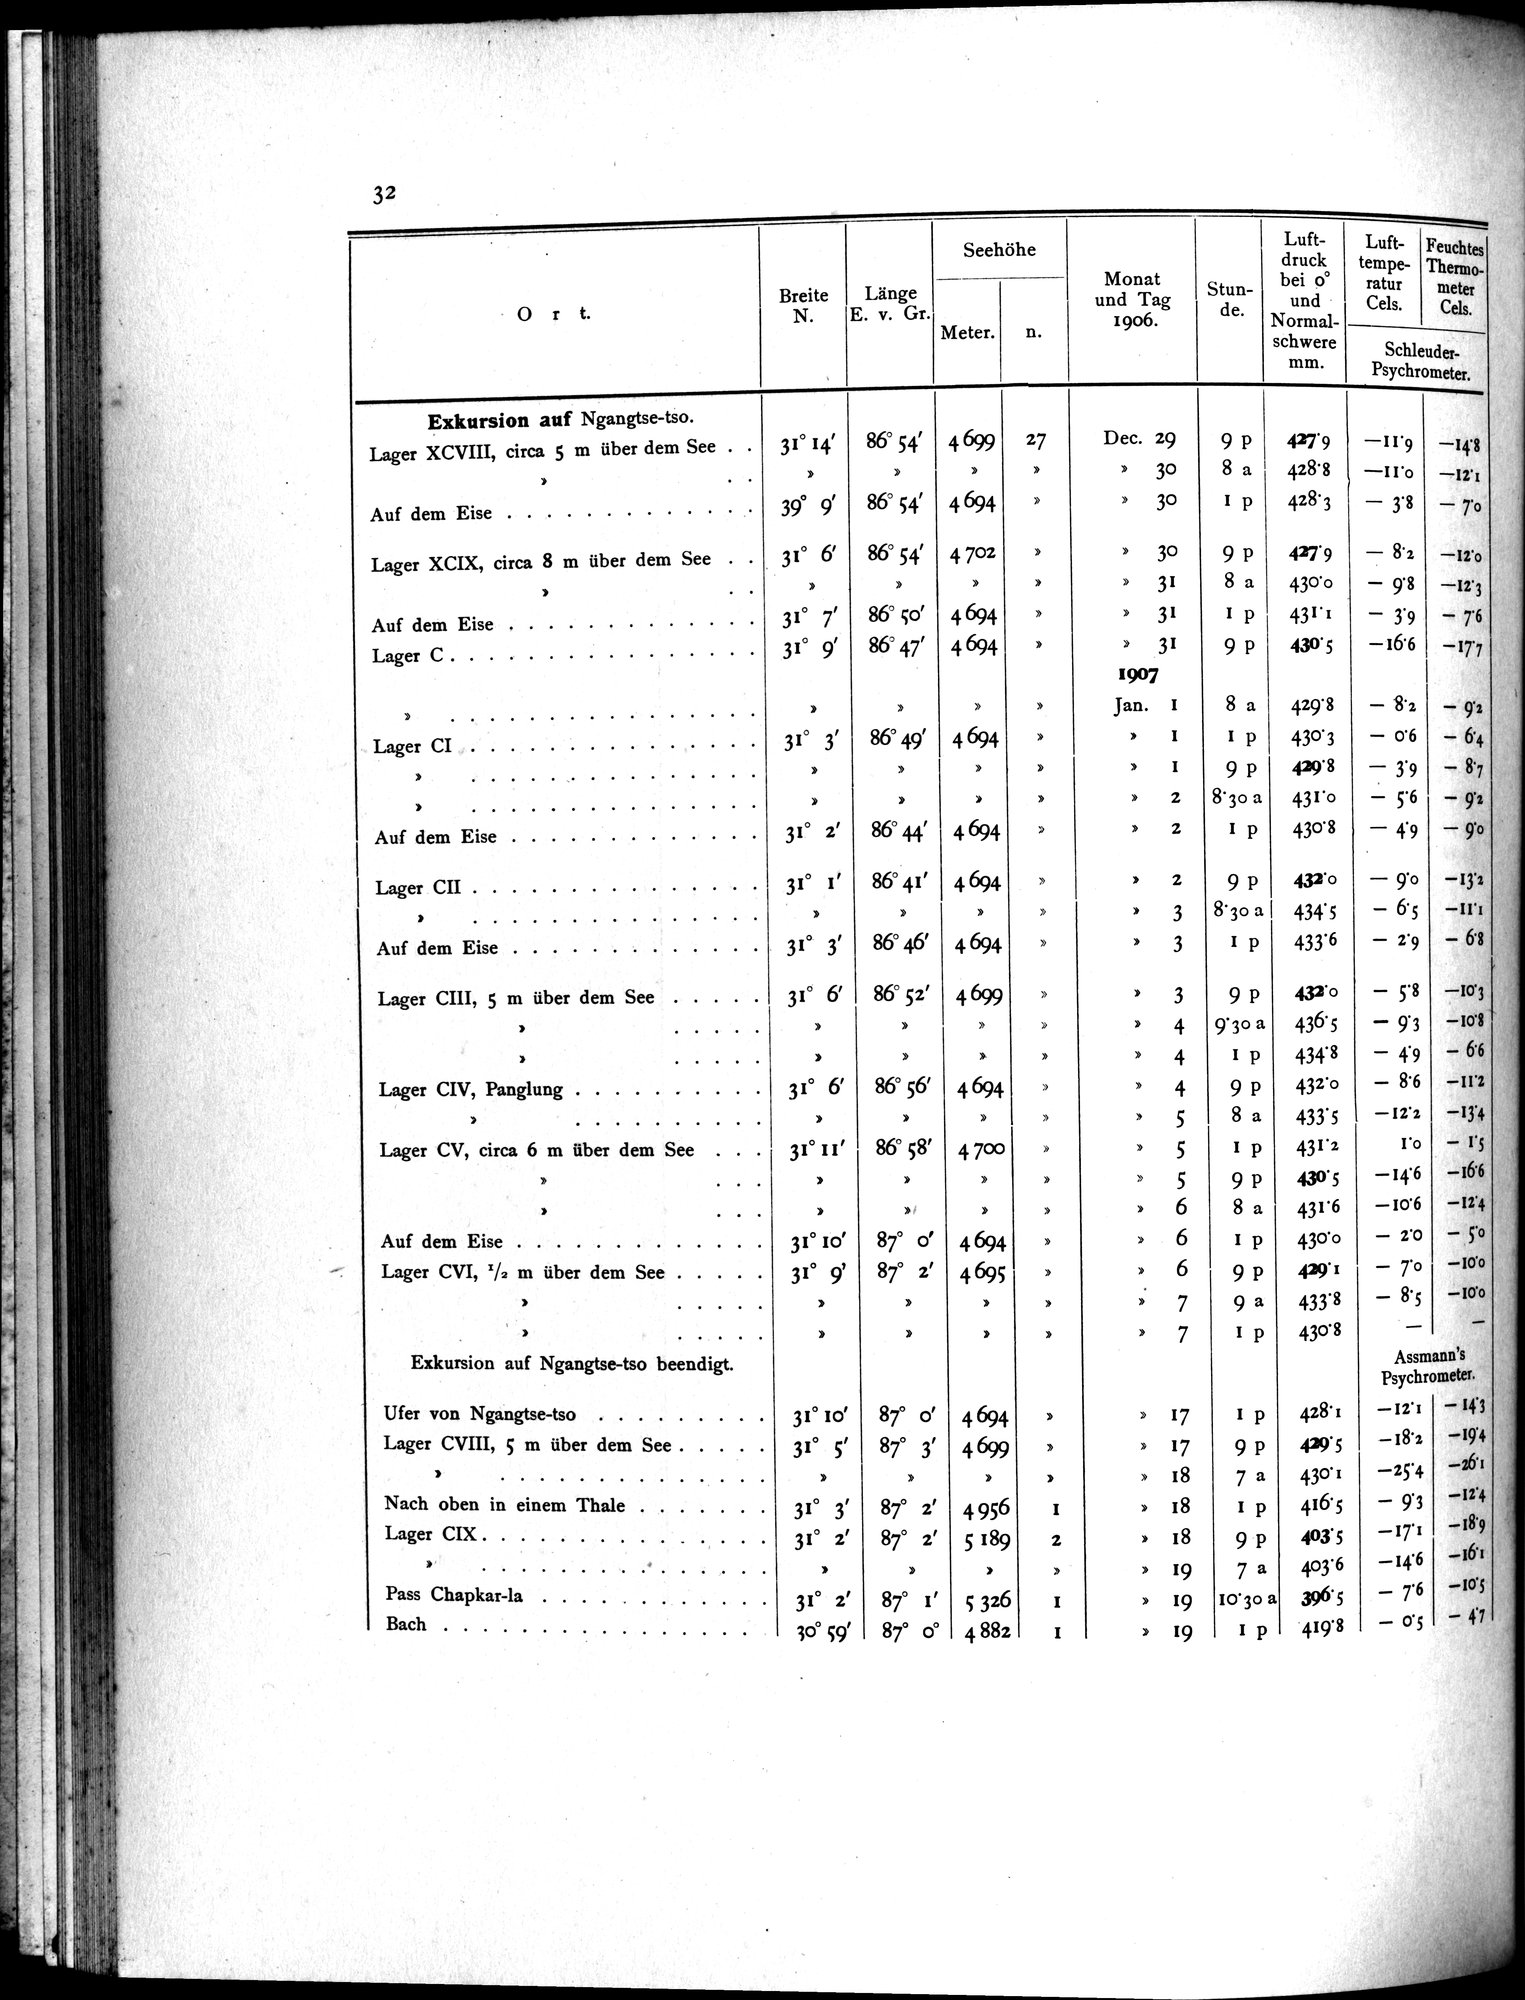 32
O r t. Breite N. Länge E. v. Gr. Seehöhe Meter. n. Monat und Tag 1906. Stun- de. Luft- druck bei 0° und Normal- schwere mm. Luft- tempe- ratur Cels. Feuchtes Thermo- meter Cels. Schleuder- Psychrometer.
Exkursion auf Ngangtse-tso.
Lager XCVIII, circa 5 m über dem See . . 31° 14′ 86° 54′ 4 699 27 Dec. 29 9 p 427·9 —11·9 —14·8
» . . » » » » » 30 8 a 428·8 —11·0 —12·1
Auf dem Eise . . . . . . . . . . . . . 39° 9′ 86° 54′ 4 694 » » 30 1 p 428·3 — 3·8 — 7·0
Lager XCIX, circa 8 m über dem See . . 31° 6′ 86° 54′ 4 702 » » 30 9 p 427·9 — 8·2 —12·0
» . . » » » » » 31 8 a 430·0 — 9·8 —12·3
Auf dem Eise . . . . . . . . . . . . . 31° 7′ 86° 50′ 4 694 » » 31 1 p 431·1 — 3·9 — 7·6
Lager C . . . . . . . . . . . . . . . . 31° 9′ 86° 47′ 4 694 » » 31 9 p 430·5 —16·6 —17·7
1907
» . . . . . . . . . . . . . . . . » » » » Jan. 1 8 a 429·8 — 8·2 — 9·2
Lager CI . . . . . . . . . . . . . . . 31° 3′ 86° 49′ 4 694 » » 1 1 p 430·3 — 0·6 — 6·4
» . . . . . . . . . . . . . . . » » » » » 1 9 p 429·8 — 3·9 — 8·7
» . . . . . . . . . . . . . . . » » » » » 2 8·30 a 431·0 — 5·6 — 9·2
Auf dem Eise . . . . . . . . . . . . . 31° 2′ 86° 44′ 4 694 » » 2 1 p 430·8 — 4·9 — 9·0
Lager CII . . . . . . . . . . . . . . . 31° 1′ 86° 41′ 4 694 » » 2 9 p 432·0 — 9·0 —13·2
» . . . . . . . . . . . . . . . » » » » » 3 8·30 a 434·5 — 6·5 —11·1
Auf dem Eise . . . . . . . . . . . . . 31° 3′ 86° 46′ 4 694 » » 3 1 p 433·6 — 2·9 — 6·8
Lager CIII, 5 m über dem See . . . . . 31° 6′ 86° 52′ 4 699 » » 3 9 p 432·0 — 5·8 —10·3
» . . . . . » » » » » 4 9·30 a 436·5 — 9·3 —10·8
» . . . . . » » » » » 4 1 p 434·8 — 4·9 — 6·6
Lager CIV, Panglung . . . . . . . . . . 31° 6′ 86° 56′ 4 694 » » 4 9 p 432·0 — 8·6 —11·2
» . . . . . . . . . . » » » » » 5 8 a 433·5 —12·2 —13·4
Lager CV, circa 6 m über dem See . . . 31° 11′ 86° 58′ 4 700 » » 5 1 p 431·2 1·0 — 1·5
» . . . » » » » » 5 9 p 430·5 —14·6 —16·6
» . . . » » » » » 6 8 a 431·6 —10·6 —12·4
Auf dem Eise . . . . . . . . . . . . . 31° 10′ 87° 0′ 4 694 » » 6 1 p 430·0 — 2·0 — 5·0
Lager CVI, 1/2 m über dem See . . . . . 31° 9’ 87° 2′ 4 695 » » 6 9 p 429·1 — 7·0 —10·0
» . . . . . » » » » » 7 9 a 433·8 — 8·5 —10·0
» . . . . . » » » » » 7 1 p 430·8 — —
Exkursion auf Ngangtse-tso beendigt. Assmann's Psychrometer.
Ufer von Ngangtse-tso . . . . . . . . . 31° 10′ 87° 0′ 4 694 » » 17 1 p 428·1 —12·1 —14·3
Lager CVIII, 5 m über dem See . . . . . 31° 5′ 87° 3′ 4 699 » » 17 9 p 429·5 —18·2 —19·4
» . . . . . . . . . . . . . . » » » » » 18 7 a 430·1 —25·4 —26·1
Nach oben in einem Thale . . . . . . . 31° 3′ 87° 2′ 4 956 1 » 18 1 p 416·5 — 9·3 —12·4
Lager CIX . . . . . . . . . . . . . . . 31° 2′ 87° 2′ 5 189 2 » 18 9 p 403·5 —17·1 —18·9
» . . . . . . . . . . . . . . . » » » » » 19 7 a 403·6 —14·6 —16·1
Pass Chapkar-la . . . . . . . . . . . . 31° 2′ 87° 1′ 5 326 1 » 19 10·30 a 396·5 — 7·6 —10·5
Bach . . . . . . . . . . . . . . . . . 30° 59′ 87° 0° 4 882 1 » 19 1 p 419·8 — 0·5 — 4·7